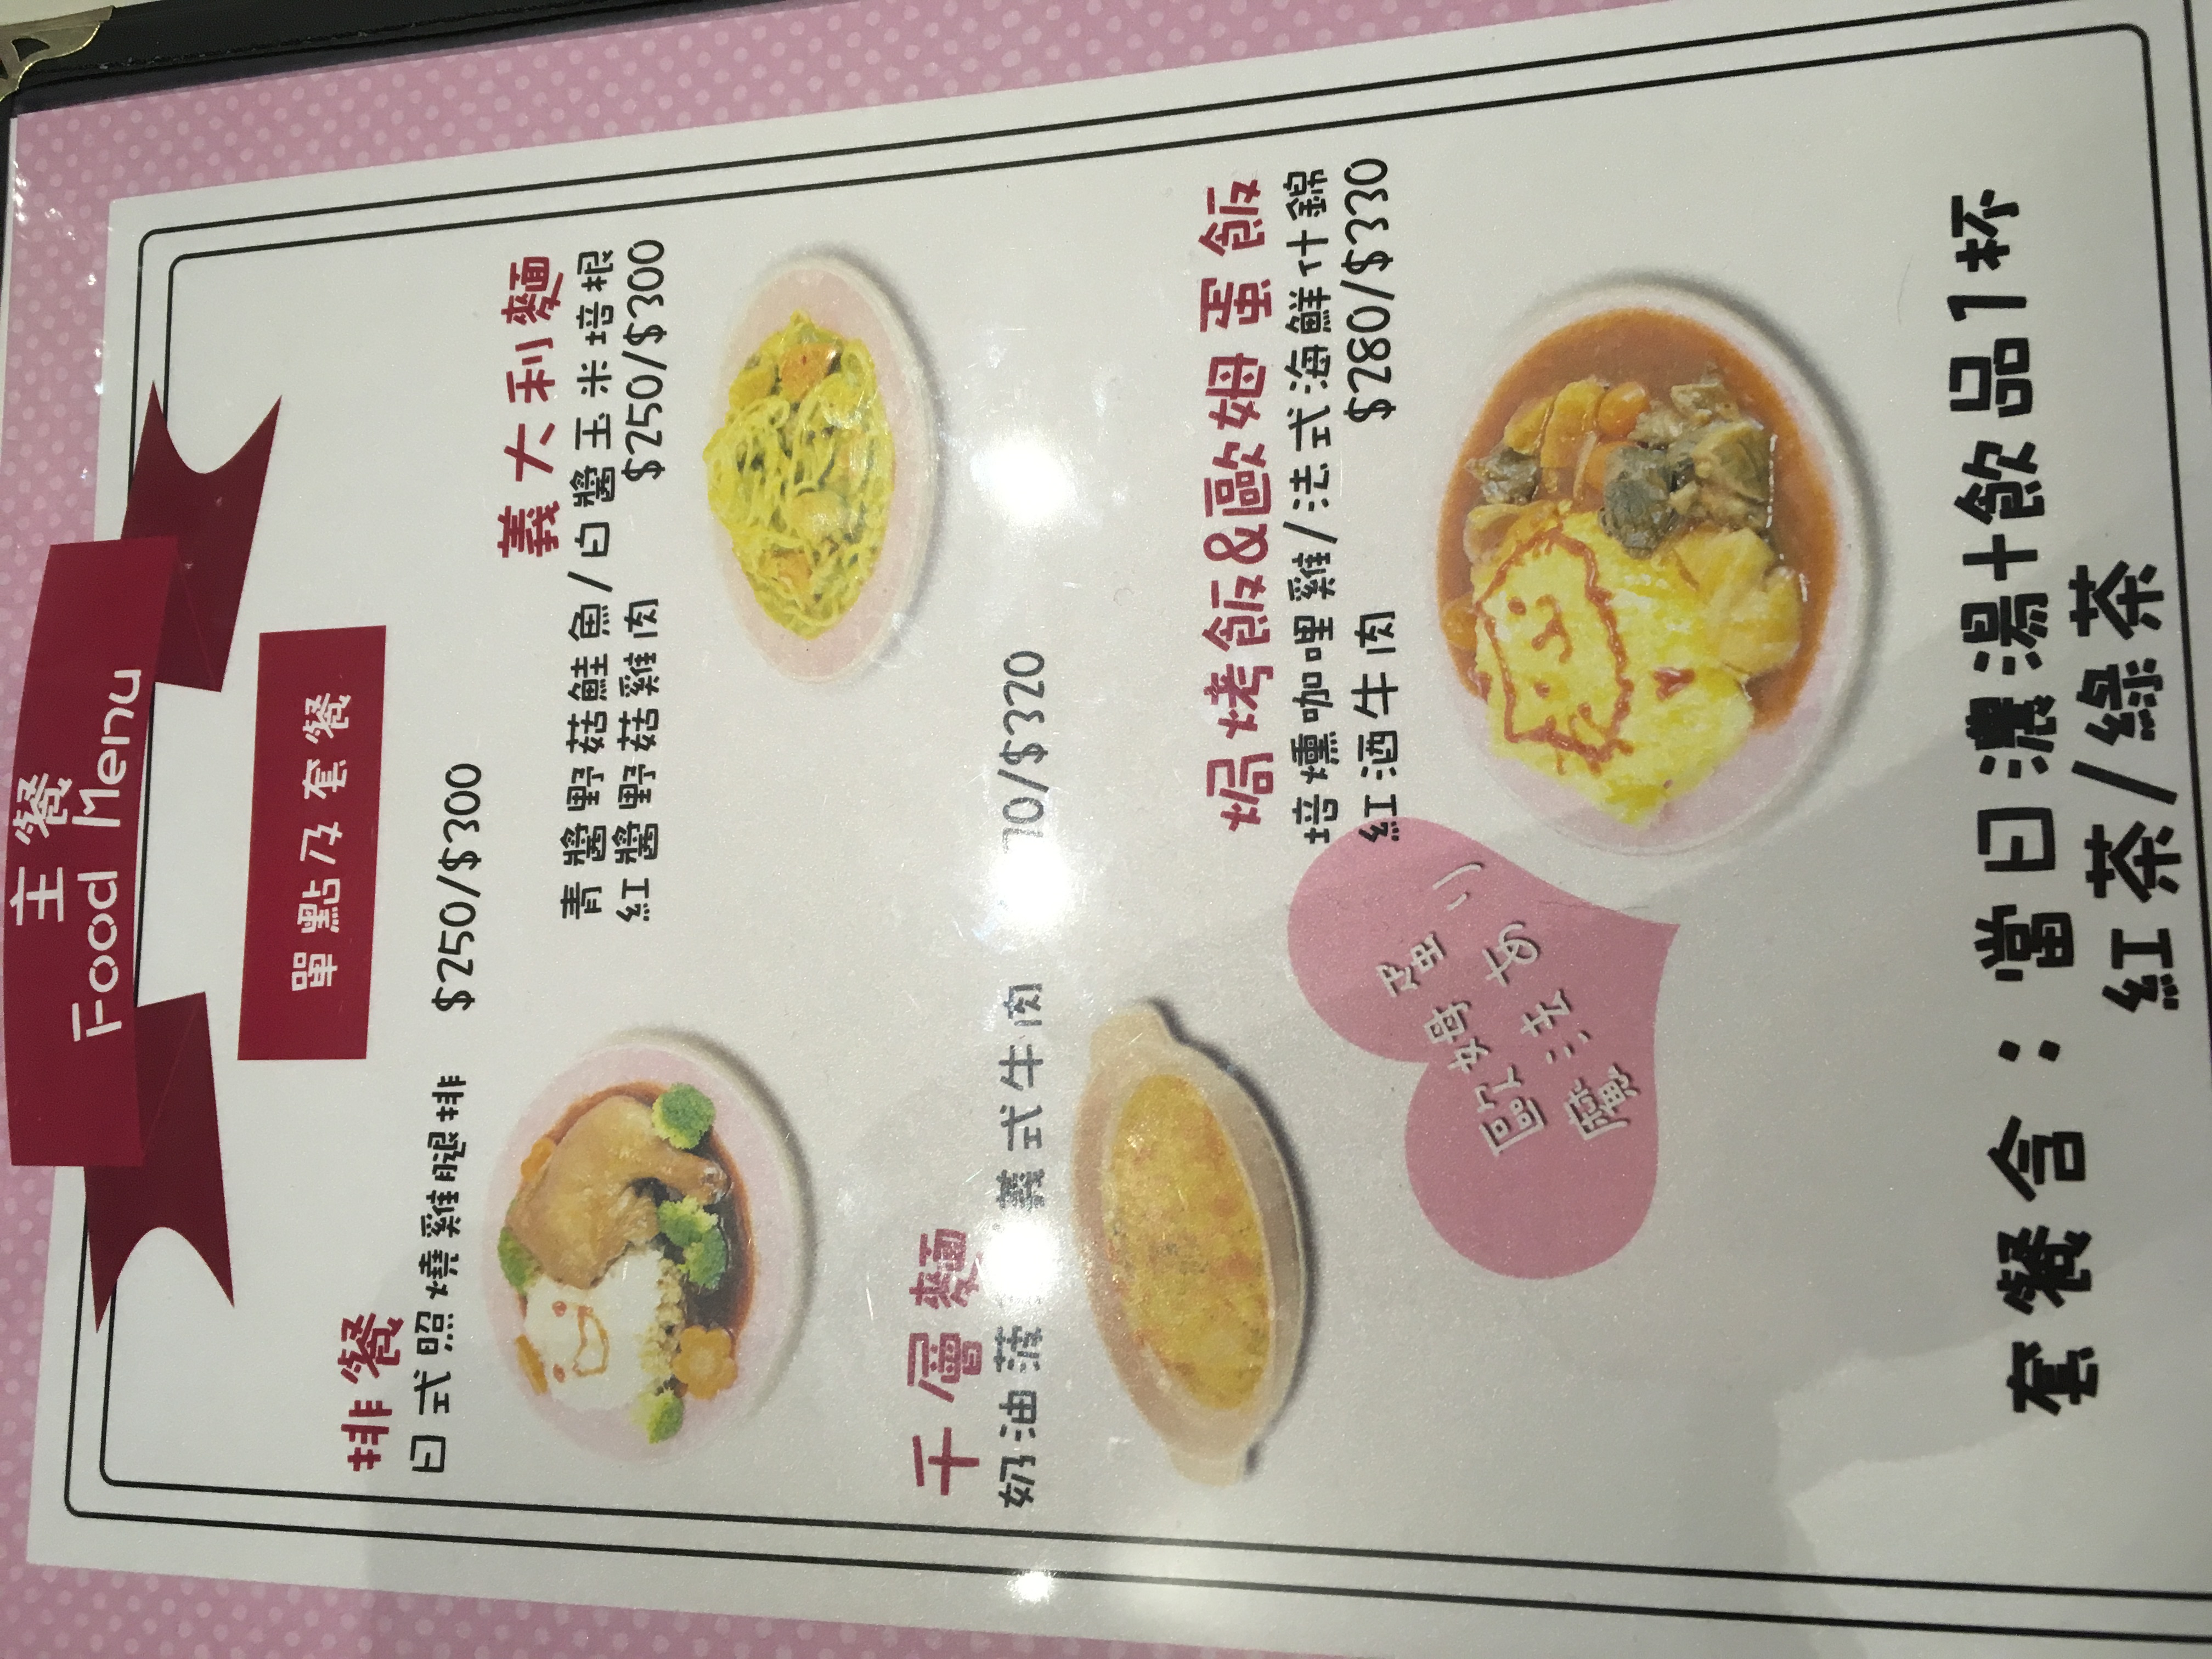 主餐
Food Menu
單點及套餐
排餐
日式照燒雞腿排 $250/$300
義大利麵
青醬野菇鮭魚/白醬玉米培根
紅醬野菇雞肉 $250/$300
千層麵
奶油菠 義式牛肉 70/$320
焗烤飯&歐姆蛋飯
培燻咖哩雞/法式海鮮什錦
紅酒牛肉 $280/$330
歐姆蛋
魔法あり
套餐含：當日濃湯+飲品1杯
紅茶/綠茶